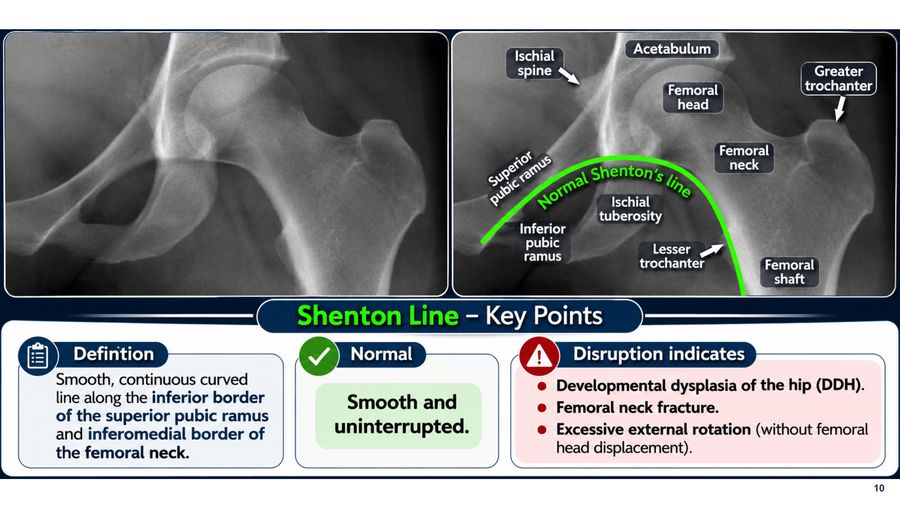 Ischial
spine
Acetabulum
Greater
trochanter
Femoral
head
Femoral
neck
Superior
pubic ramus
Normal Shenton's line
Ischial
tuberosity
Inferior
pubic
ramus
Lesser
trochanter
Femoral
shaft
Shenton Line – Key Points
Defintion
Smooth, continuous curved
line along the inferior border
of the superior pubic ramus
and inferomedial border of
the femoral neck.
Normal
Smooth and
uninterrupted.
Disruption indicates
Developmental dysplasia of the hip (DDH).
Femoral neck fracture.
Excessive external rotation (without femoral
head displacement).
10